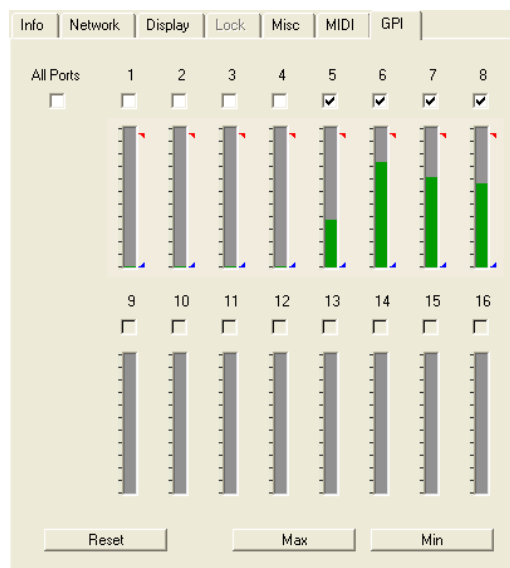 Info Network Display Lock Misc MIDI GPI
All Ports 1 2 3 4 5 6 7 8
9 10 11 12 13 14 15 16
Reset Max Min